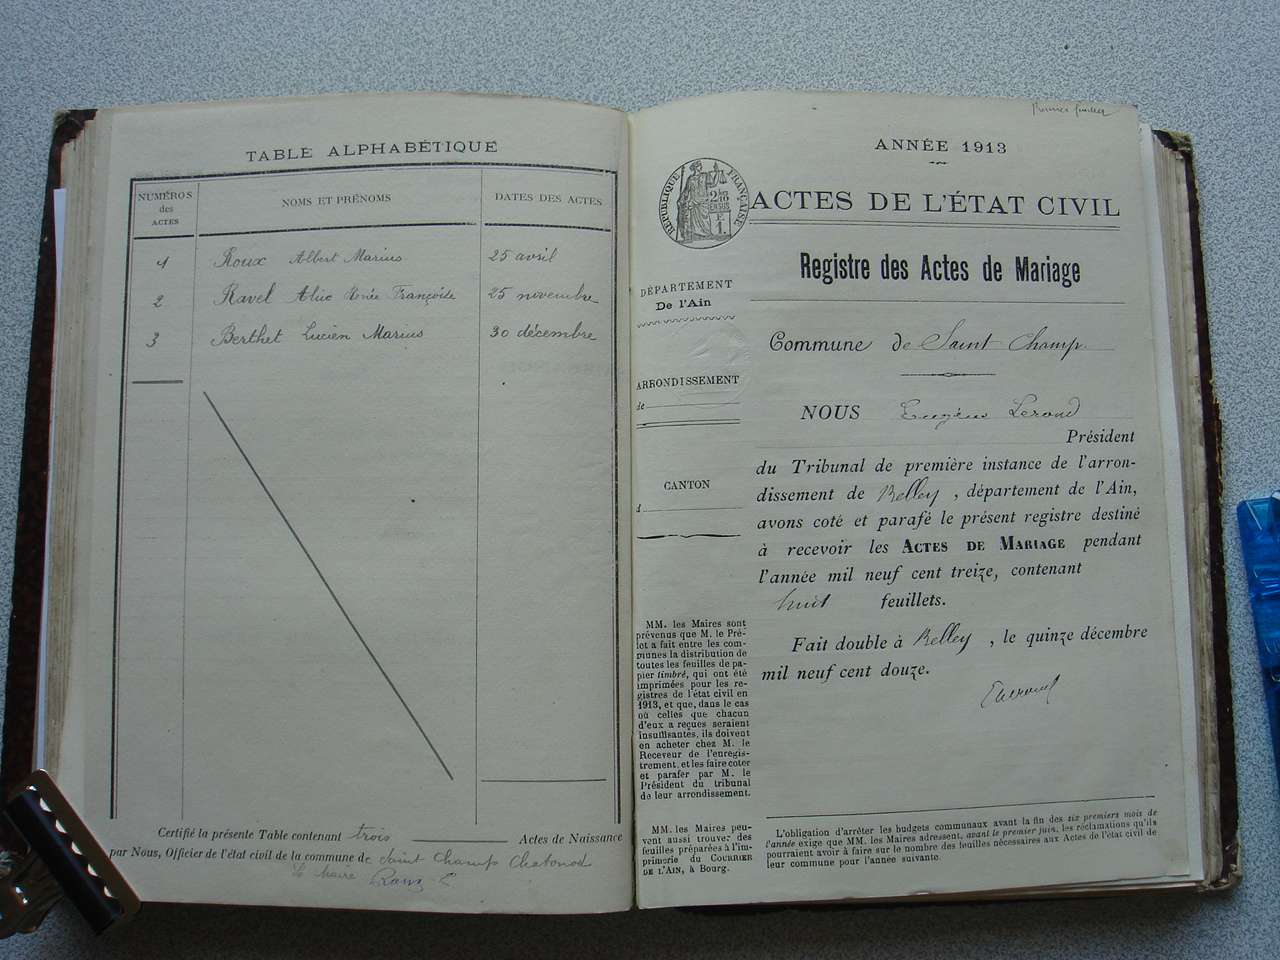 TABLE ALPHABÉTIQUE
NUMÉROS
des
ACTES
NOMS ET PRÉNOMS
DATES DES ACTES
1 Roux Albert Marius 25 avril
2 Ravel Alice Renée Françoise 25 novembre
3 Berthet Lucien Marius 30 décembre
Certifié la présente Table contenant trois Actes de Naissance
par Nous, Officier de l'état civil de la commune de Saint Champ Chatonod
Le Maire
Premier feuillet
ANNÉE 1913
RÉPUBLIQUE FRANÇAISE
ACTES DE L'ÉTAT CIVIL
Registre des Actes de Mariage
DÉPARTEMENT
De l'Ain
ARRONDISSEMENT
de
CANTON
d
MM. les Maires sont
prévenus que M. le Pré-
fet a fait entre les com-
munes la distribution de
toutes les feuilles de pa-
pier timbré, qui ont été
imprimées pour les re-
gistres de l'état civil en
1913, et que, dans le cas
où celles que chacun
d'eux a reçues seraient
insuffisantes, ils doivent
en acheter chez M. le
Receveur de l'enregis-
trement, et les faire coter
et parafer par M. le
Président du tribunal
de leur arrondissement.
MM. les Maires peu-
vent aussi trouver des
feuilles préparées à l'im-
primerie du COURRIER
DE L'AIN, à Bourg.
Commune de Saint Champ
NOUS Eugène
Président
du Tribunal de première instance de l'arron-
dissement de Belley, département de l'Ain,
avons coté et parafé le présent registre destiné
à recevoir les ACTES DE MARIAGE pendant
l'année mil neuf cent treize, contenant
huit feuillets.
Fait double à Belley, le quinze décembre
mil neuf cent douze.
L'obligation d'arrêter les budgets communaux avant la fin des six premiers mois de
l'année exige que MM. les Maires adressent, avant le premier juin, les réclamations qu'ils
pourraient avoir à faire sur le nombre des feuilles nécessaires aux Actes de l'état civil de
leur commune pour l'année suivante.